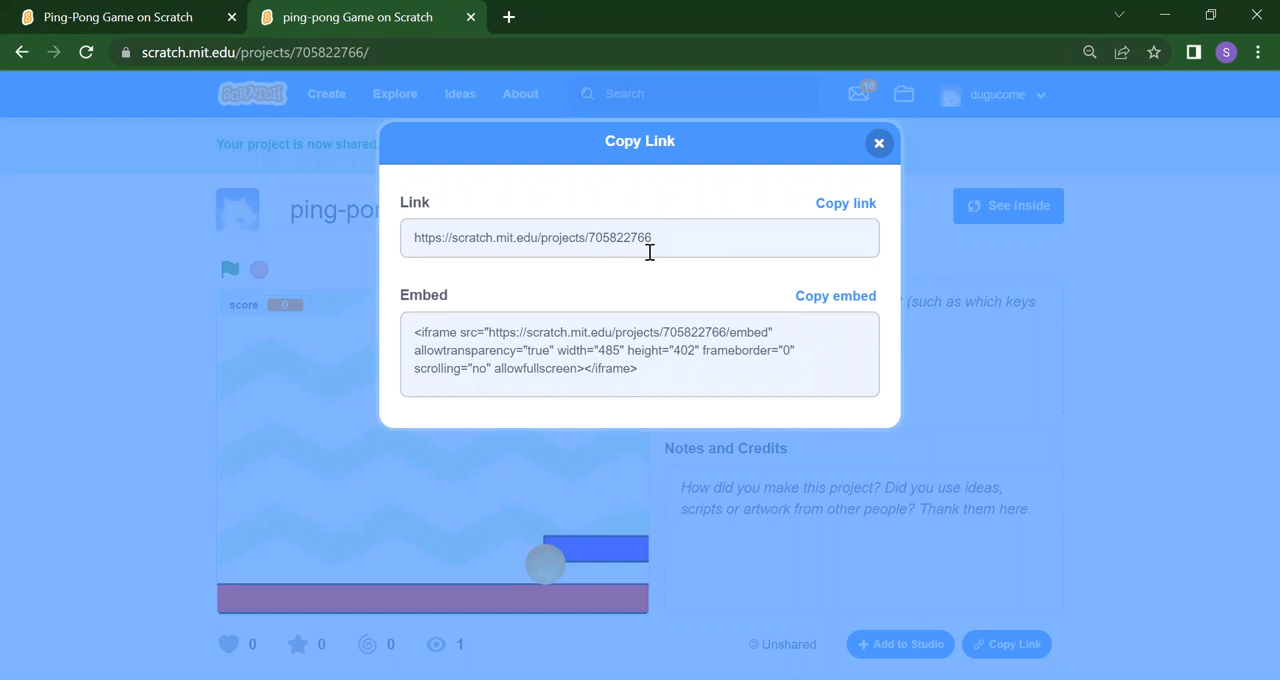 Ping-Pong Game on Scratch
ping-pong Game on Scratch
scratch.mit.edu/projects/705822766/
S
SCRATCH
Create
Explore
Ideas
About
Search
10
dugucome
Your project is now shared.
Copy Link
ping-pon
See inside
Link
Copy link
https://scratch.mit.edu/projects/705822766
score 0
Embed
Copy embed
t (such as which keys
<iframe src="https://scratch.mit.edu/projects/705822766/embed"
allowtransparency="true" width="485" height="402" frameborder="0"
scrolling="no" allowfullscreen></iframe>
Notes and Credits
How did you make this project? Did you use ideas,
scripts or artwork from other people? Thank them here.
0
0
0
1
Unshared
Add to Studio
Copy Link